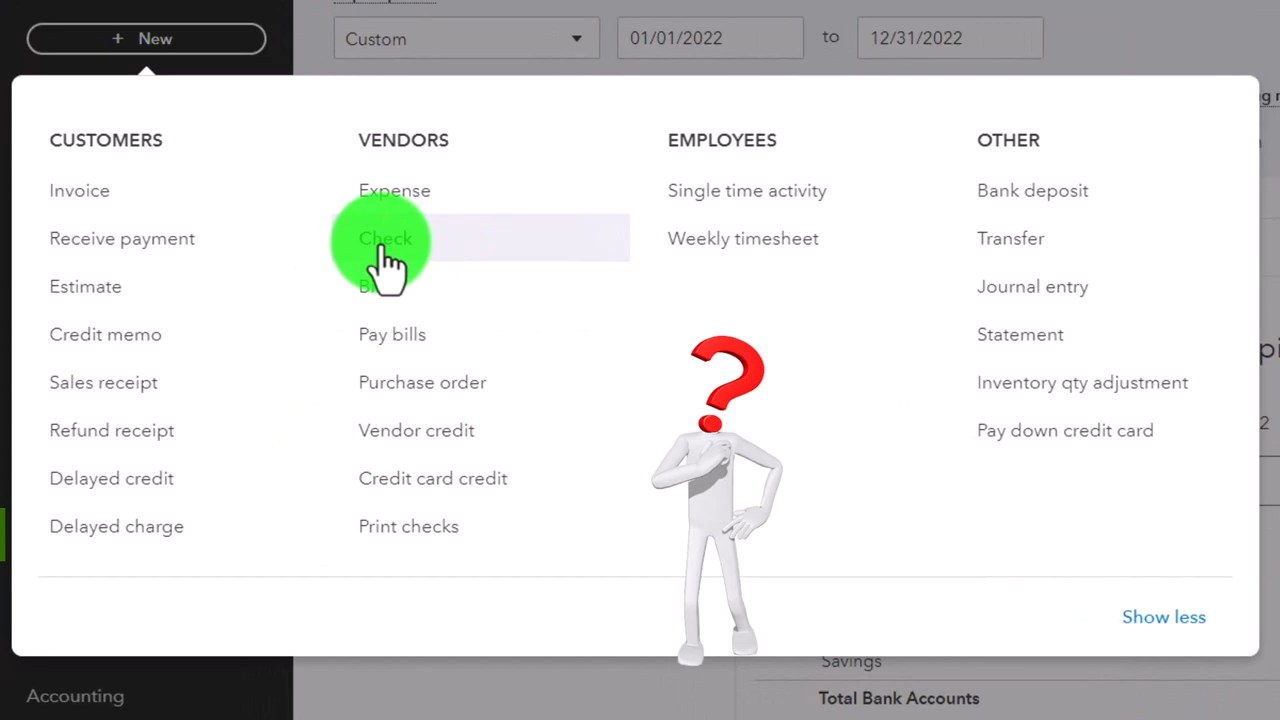 + New
Custom
01/01/2022
to
12/31/2022
CUSTOMERS
Invoice
Receive payment
Estimate
Credit memo
Sales receipt
Refund receipt
Delayed credit
Delayed charge
VENDORS
Expense
Check
Pay bills
Purchase order
Vendor credit
Credit card credit
Print checks
EMPLOYEES
Single time activity
Weekly timesheet
OTHER
Bank deposit
Transfer
Journal entry
Statement
Inventory qty adjustment
Pay down credit card
Show less
Accounting
Savings
Total Bank Accounts